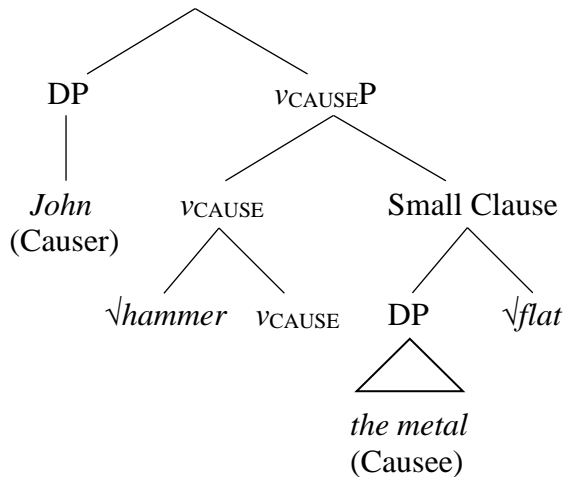 DP vCAUSEP
John vCAUSE Small Clause
(Causer)
√hammer vCAUSE DP √flat
the metal
(Causee)